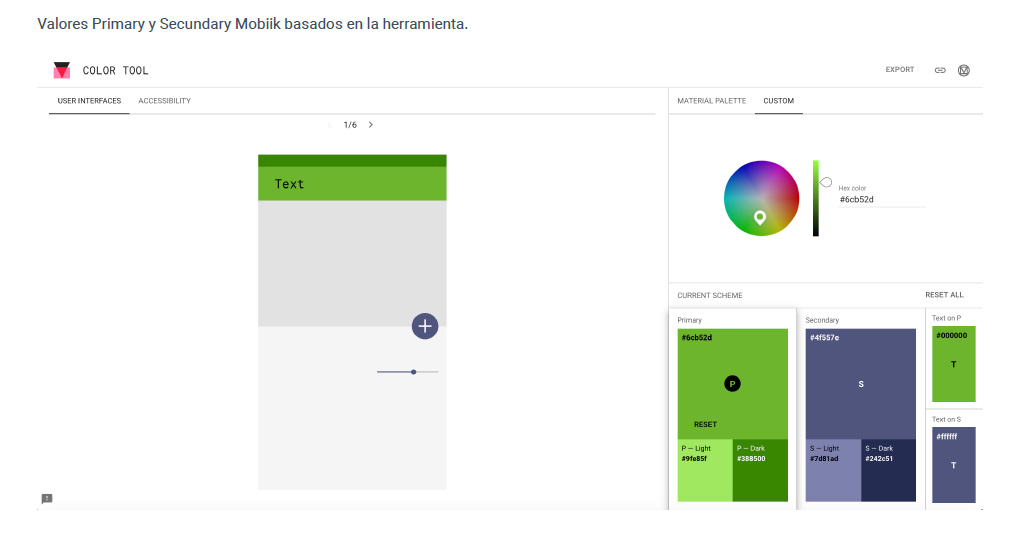 Valores Primary y Secundary Mobiik basados en la herramienta.
COLOR TOOL
EXPORT
USER INTERFACES
ACCESSIBILITY
MATERIAL PALETTE
CUSTOM
1/6
Text
Hex color
#6cb52d
CURRENT SCHEME
RESET ALL
Primary
#6cb52d
P
RESET
P — Light
#9fe85f
P — Dark
#388500
Secondary
#4f557e
S
S — Light
#7d81ad
S — Dark
#242c51
Text on P
#000000
T
Text on S
#ffffff
T